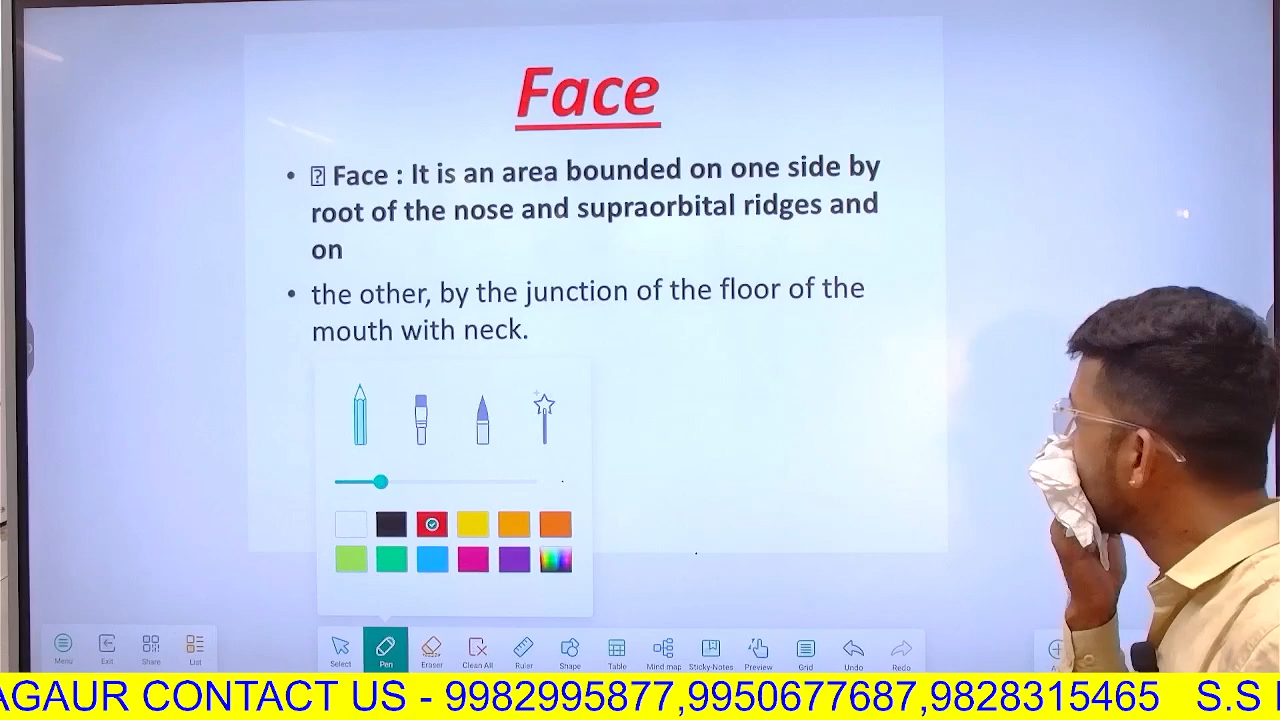 Face
• Face : It is an area bounded on one side by
root of the nose and supraorbital ridges and
on
• the other, by the junction of the floor of the
mouth with neck.
Menu Exit Share List Select Pen Eraser Clean All Ruler Shape Table Mind map Sticky-Notes Preview Grid Undo Redo
AGAUR CONTACT US - 9982995877,9950677687,9828315465 S.S